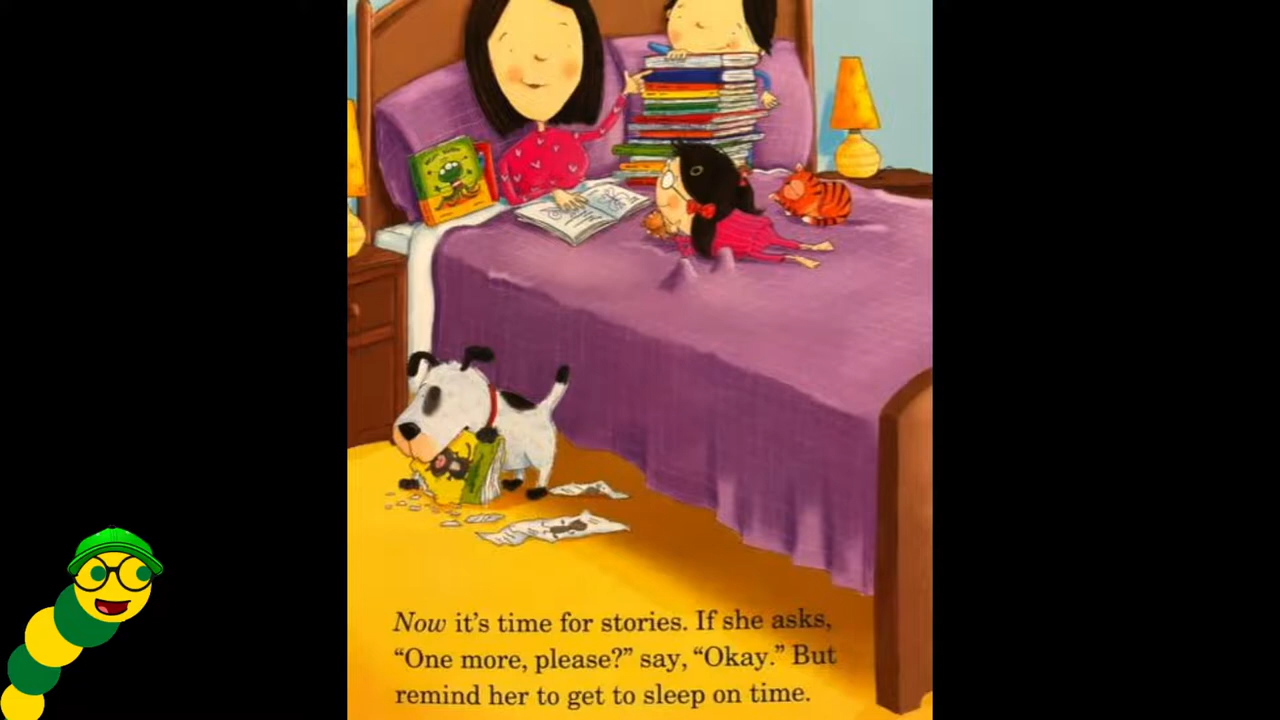 Now it's time for stories. If she asks,
“One more, please?” say, “Okay.” But
remind her to get to sleep on time.